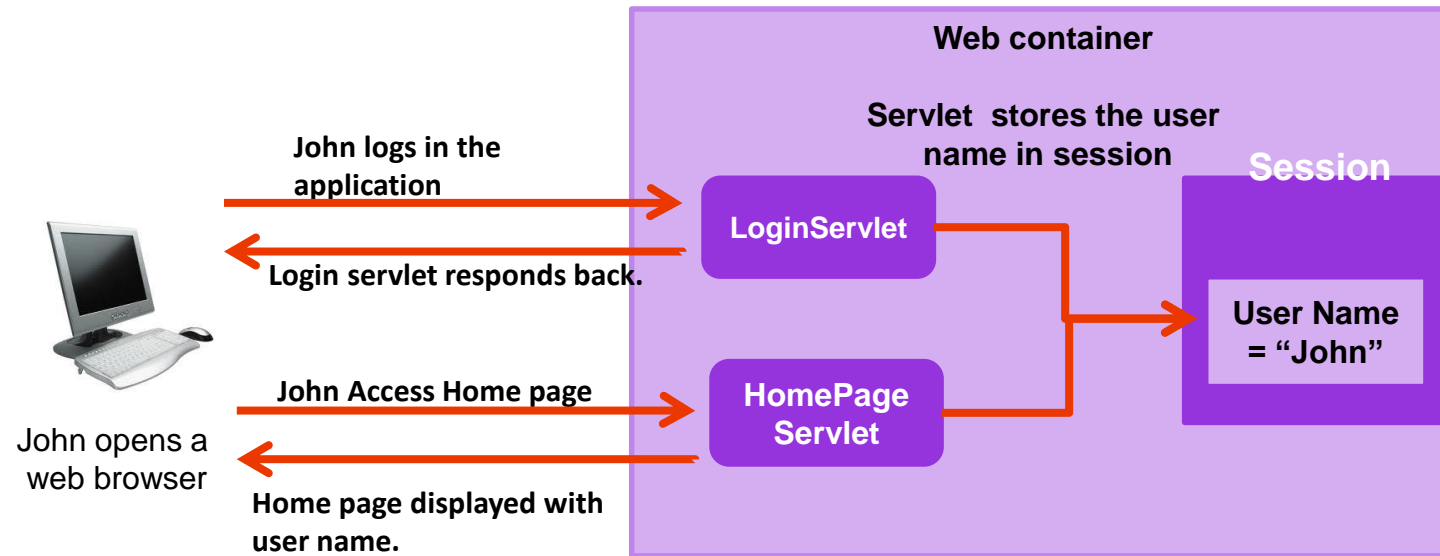 Web container
Servlet stores the user
name in session
Session
John logs in the
application
LoginServlet
Login servlet responds back.
User Name
= “John”
John Access Home page
HomePage
Servlet
John opens a
web browser
Home page displayed with
user name.